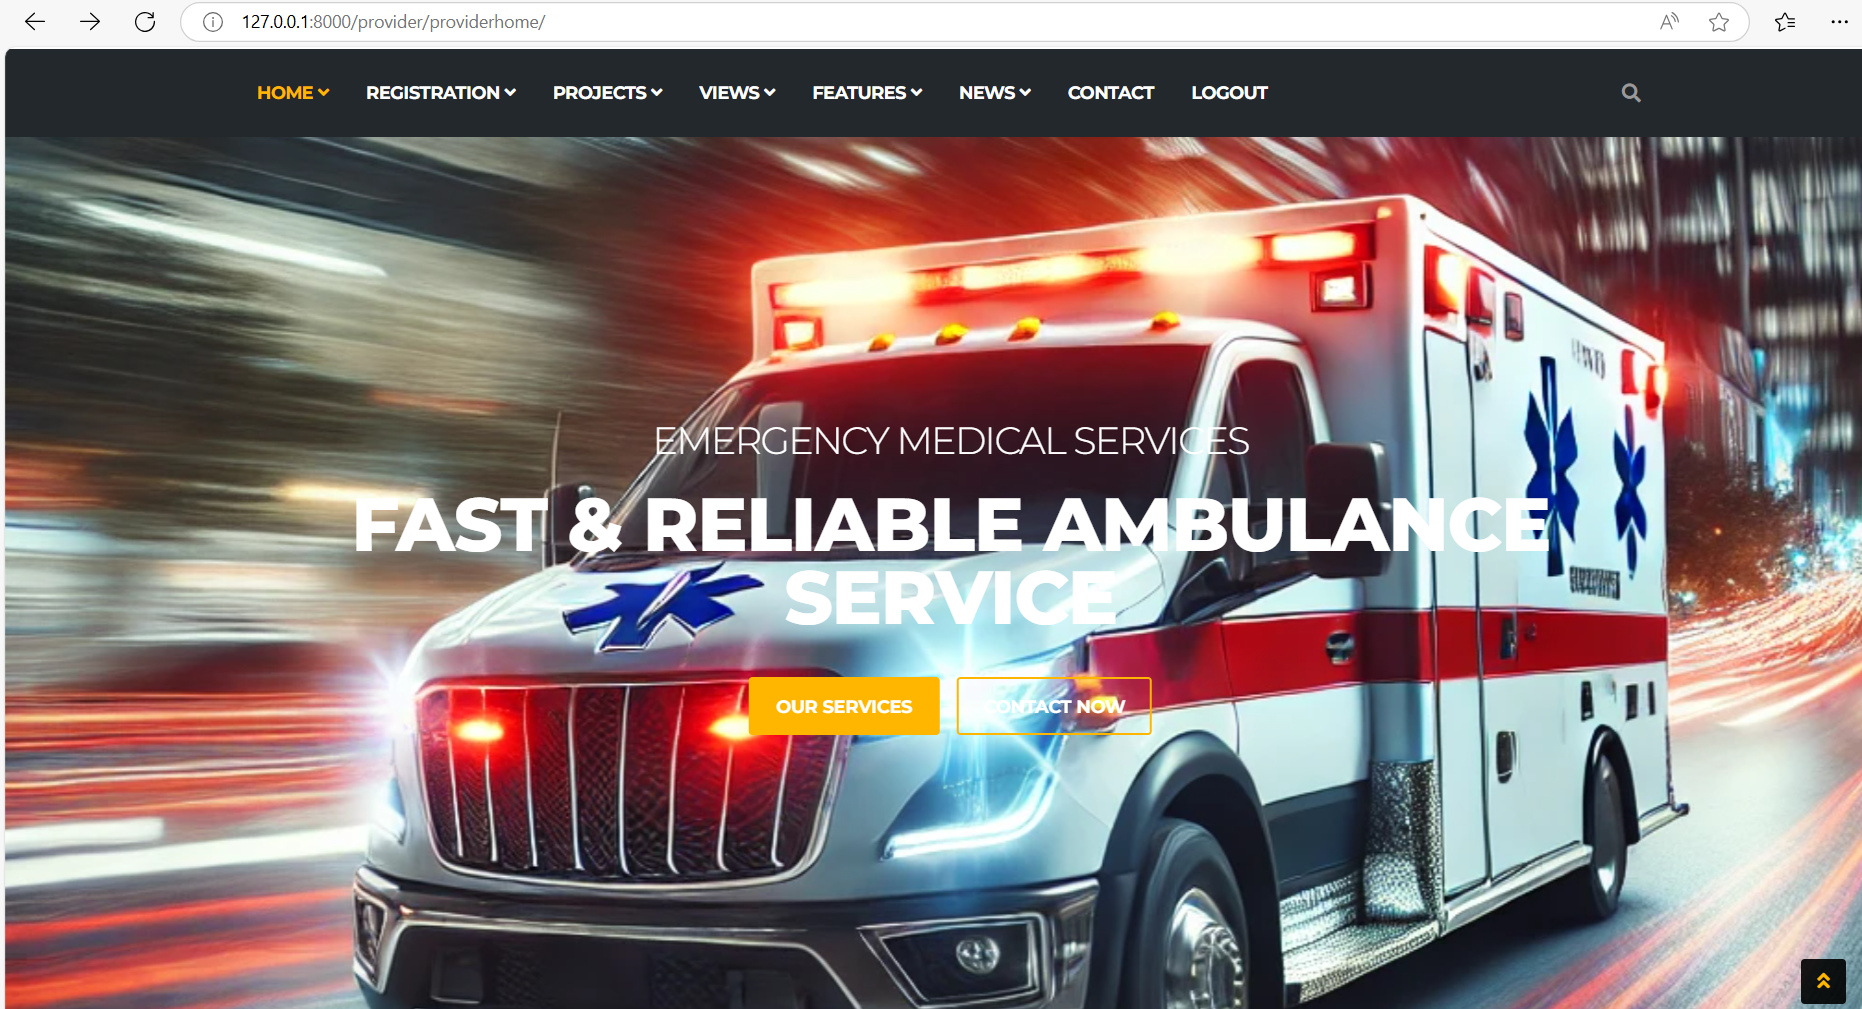 127.0.0.1:8000/provider/providerhome/
HOME REGISTRATION PROJECTS VIEWS FEATURES NEWS CONTACT LOGOUT
EMERGENCY MEDICAL SERVICES
FAST & RELIABLE AMBULANCE
SERVICE
OUR SERVICES CONTACT NOW